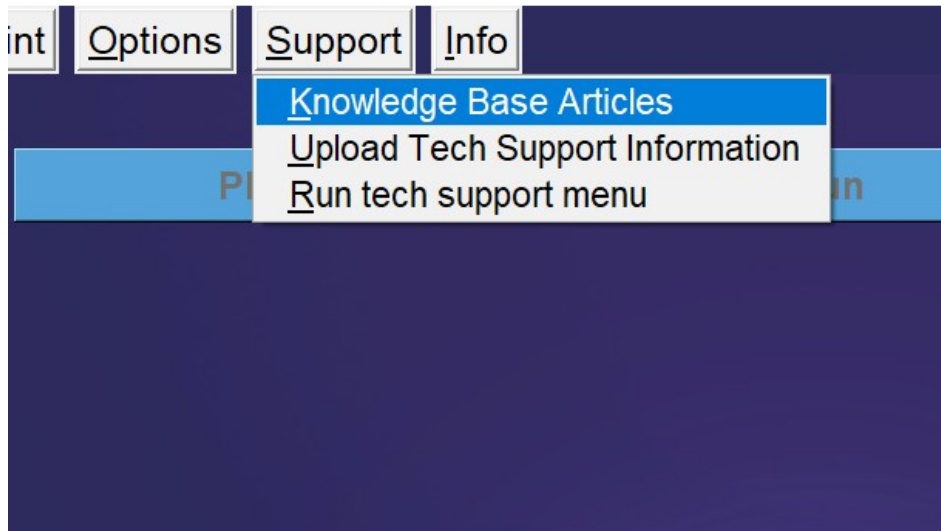 int Options Support Info
Knowledge Base Articles
Upload Tech Support Information
Run tech support menu